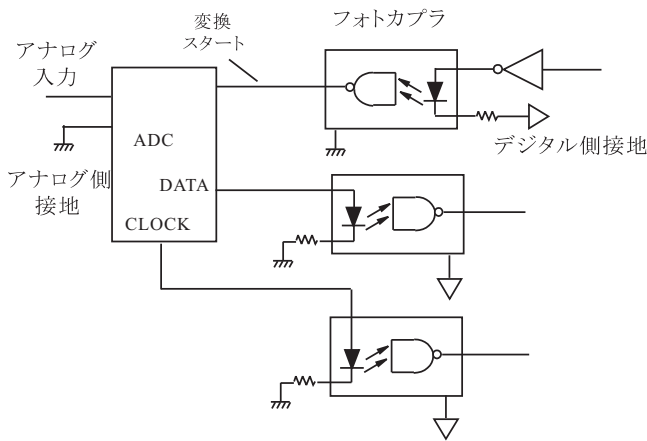 変換
スタート
フォトカプラ
アナログ
入力
ADC
デジタル側接地
アナログ側
接地
DATA
CLOCK